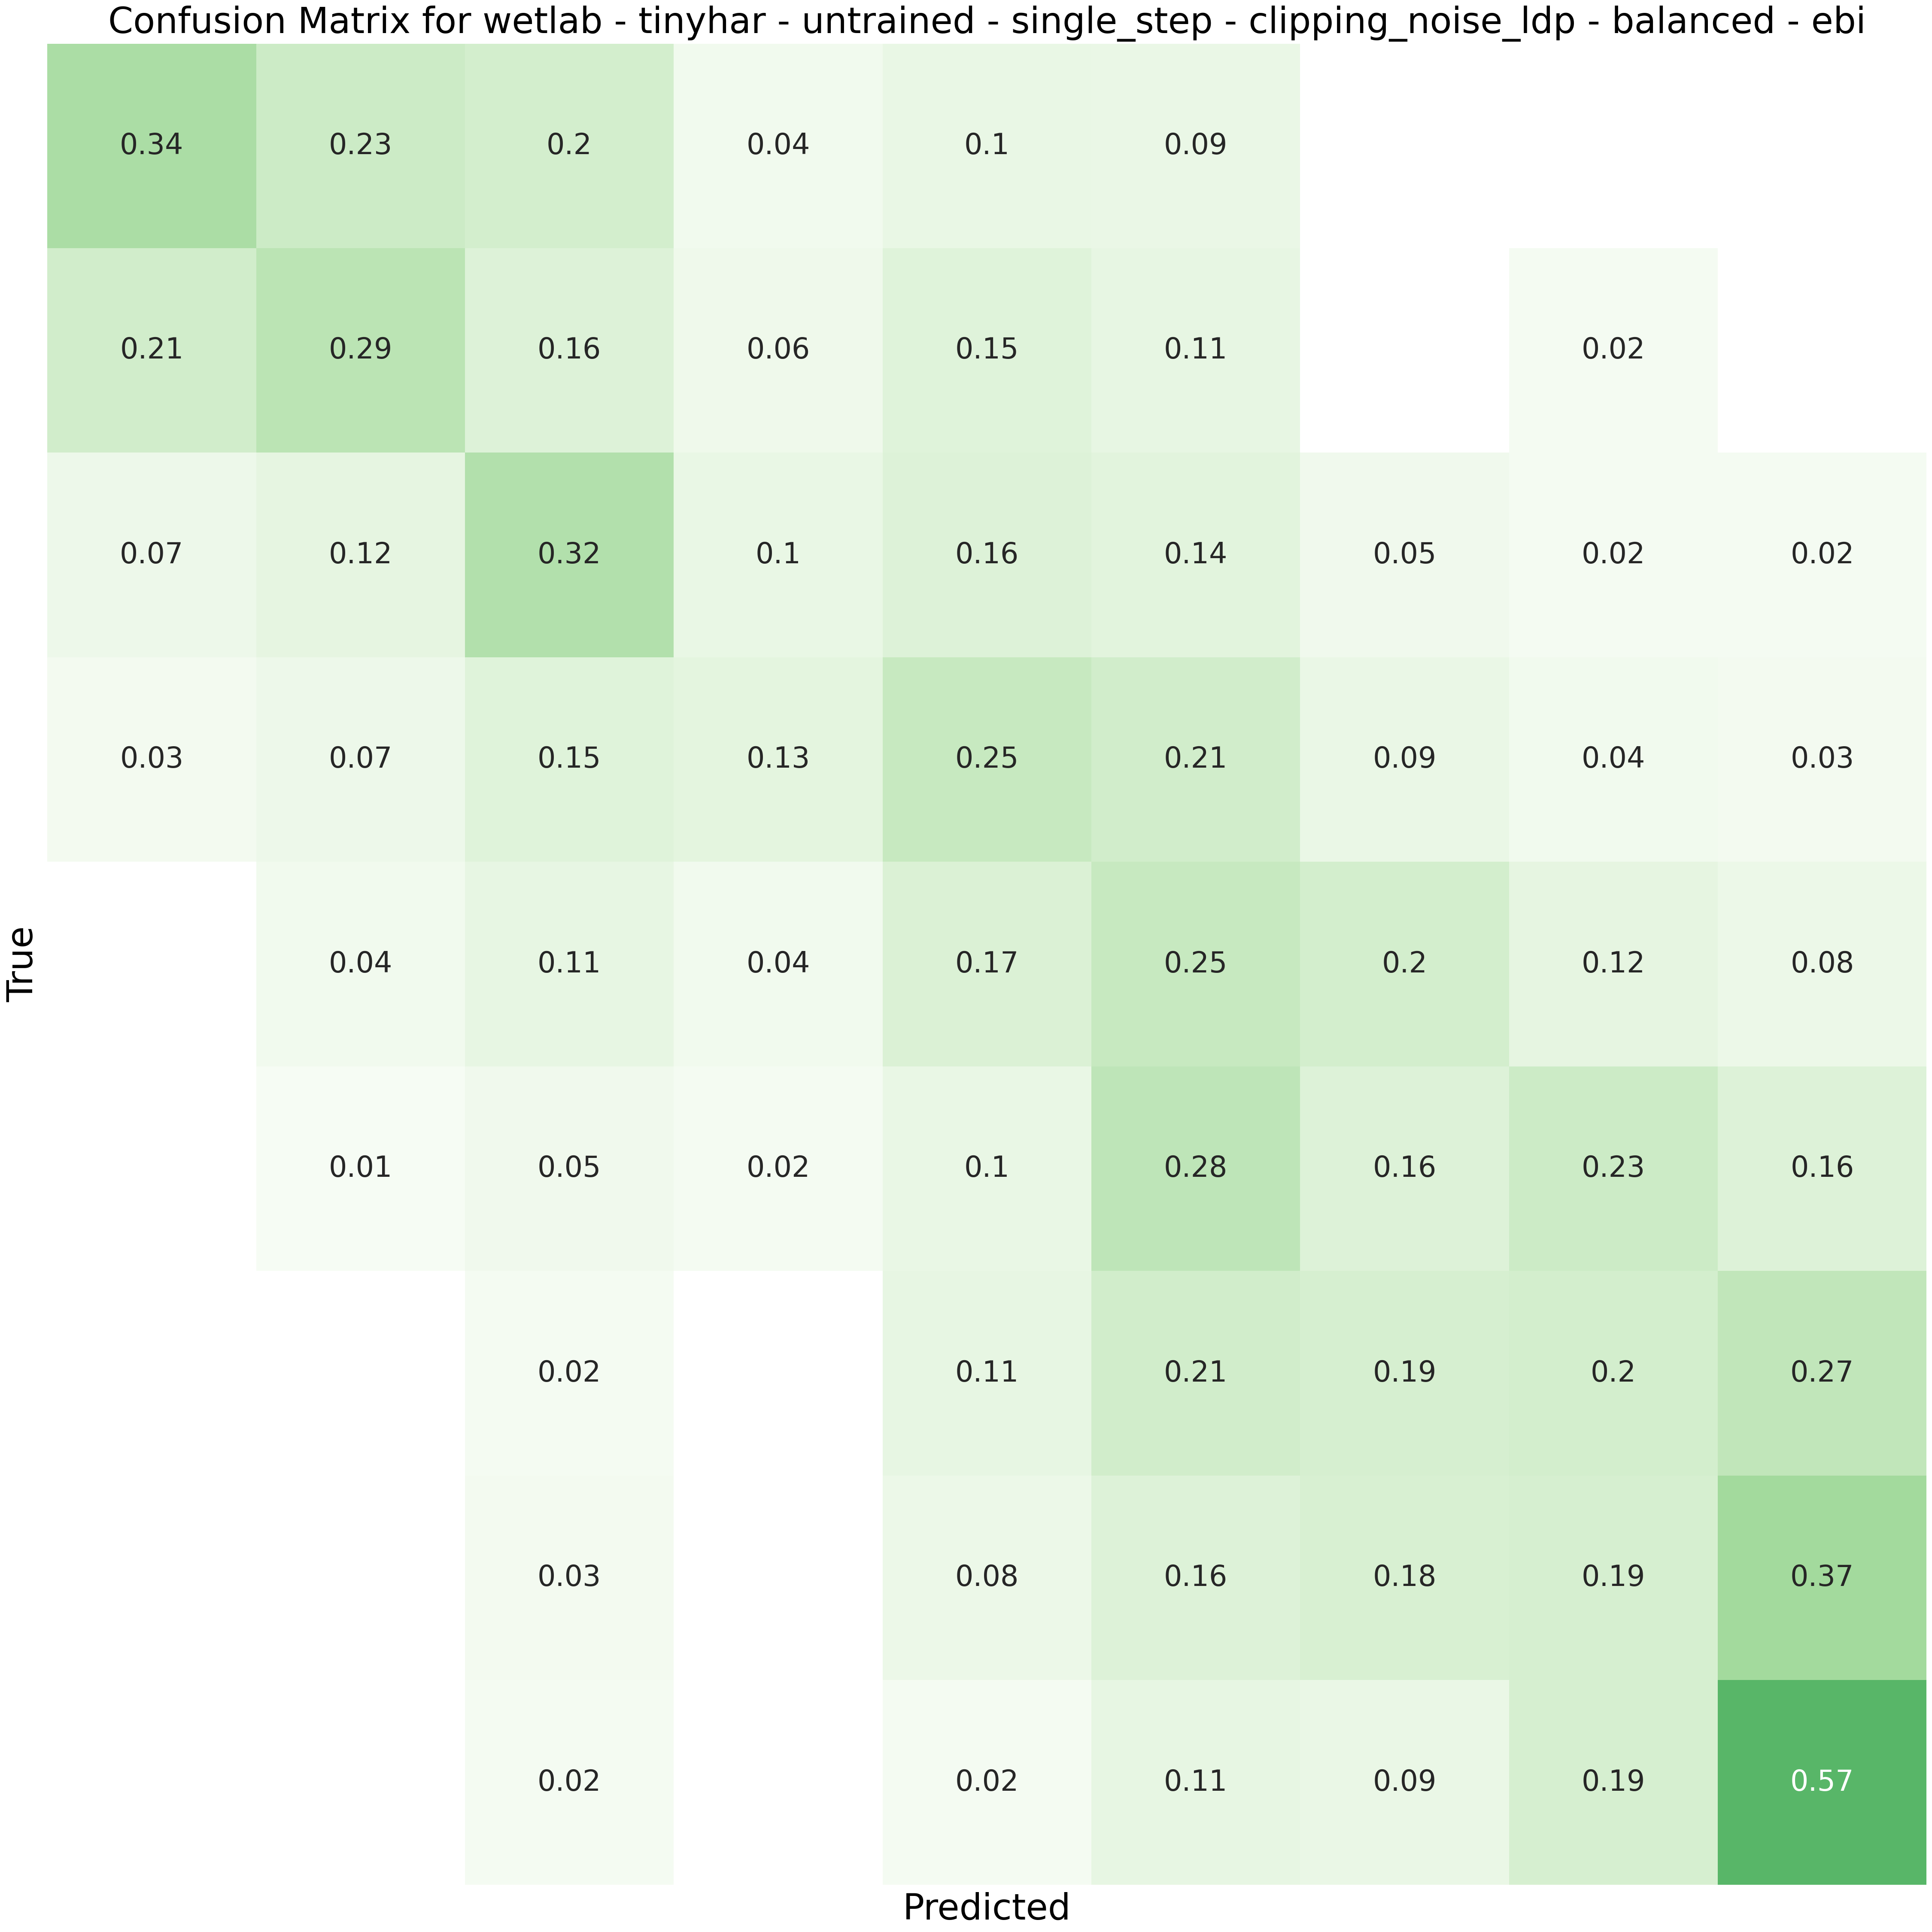 Confusion Matrix for wetlab - tinyhar - untrained - single_step - clipping_noise_ldp - balanced - ebi
0.34 0.23 0.2 0.04 0.1 0.09
0.21 0.29 0.16 0.06 0.15 0.11 0.02
0.07 0.12 0.32 0.1 0.16 0.14 0.05 0.02 0.02
0.03 0.07 0.15 0.13 0.25 0.21 0.09 0.04 0.03
0.04 0.11 0.04 0.17 0.25 0.2 0.12 0.08
0.01 0.05 0.02 0.1 0.28 0.16 0.23 0.16
0.02 0.11 0.21 0.19 0.2 0.27
0.03 0.08 0.16 0.18 0.19 0.37
0.02 0.02 0.11 0.09 0.19 0.57
True
Predicted